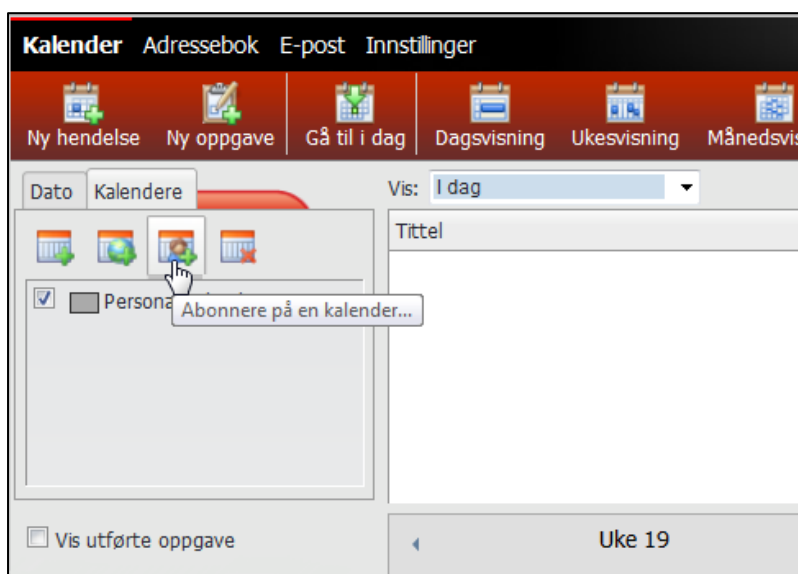 Kalender Adressebok E-post Innstillinger
Ny hendelse Ny oppgave Gå til i dag Dagsvisning Ukesvisning
Dato Kalendere Vis: I dag
Tittel
Abonnere på en kalender...
Vis utførte oppgave Uke 19